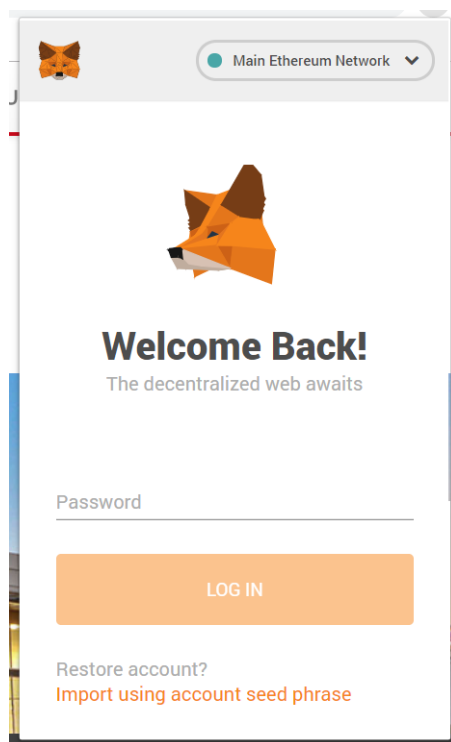 Main Ethereum Network
Welcome Back!
The decentralized web awaits
Password
LOG IN
Restore account?
Import using account seed phrase